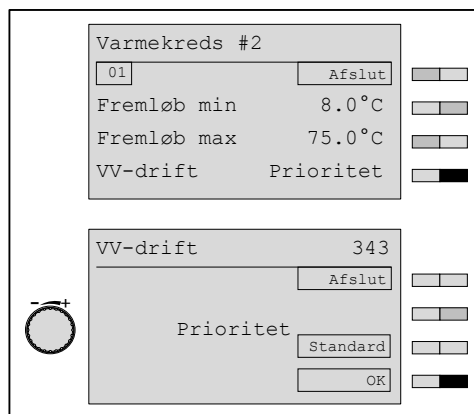 Varmekreds #2
01 Afslut
Fremløb min 8.0°C
Fremløb max 75.0°C
VV-drift Prioritet
VV-drift 343
Afslut
- +
Prioritet
Standard
OK